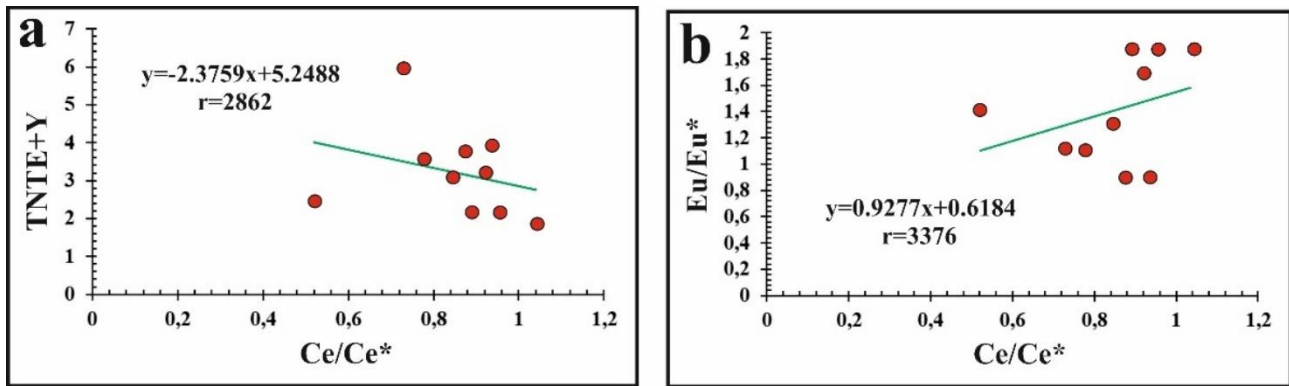 a
TNTE+Y
7
6
5
4
3
2
1
0
y=-2.3759x+5.2488
r=2862
0 0,2 0,4 0,6 0,8 1 1,2
Ce/Ce*
b
Eu/Eu*
2
1,8
1,6
1,4
1,2
1
0,8
0,6
0,4
0,2
0
y=0.9277x+0.6184
r=3376
0 0,2 0,4 0,6 0,8 1 1,2
Ce/Ce*